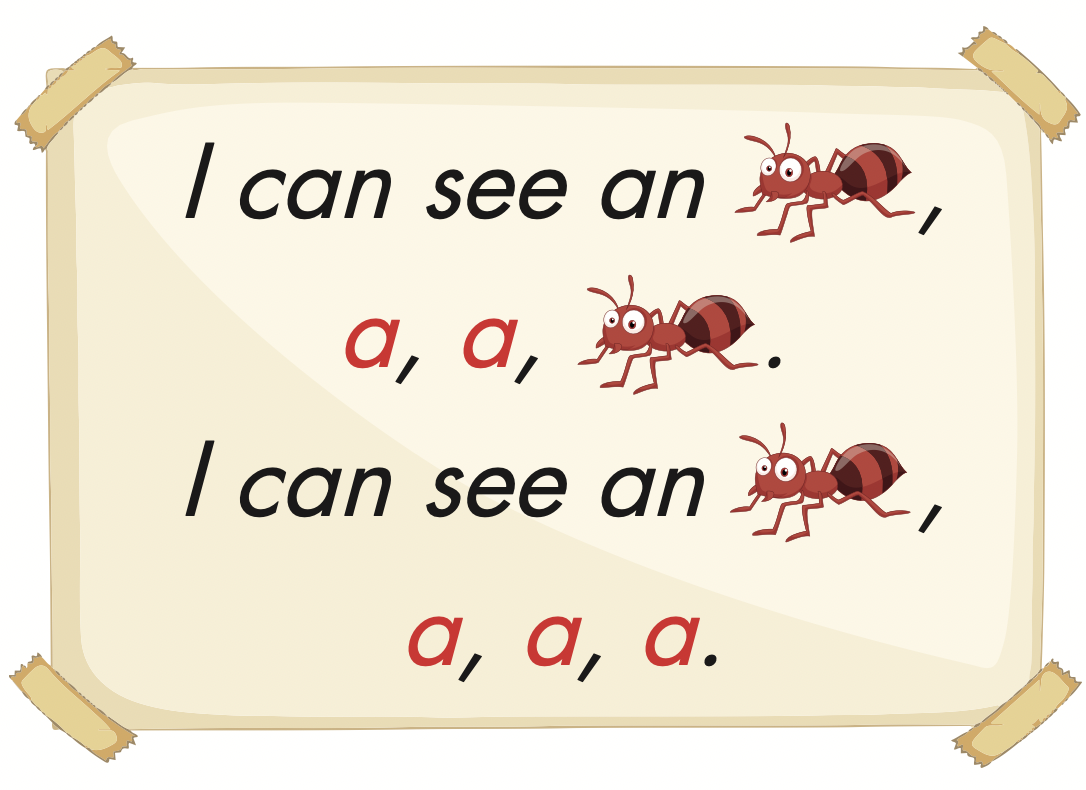 I can see an ,
a, a, .
I can see an ,
a, a, a.